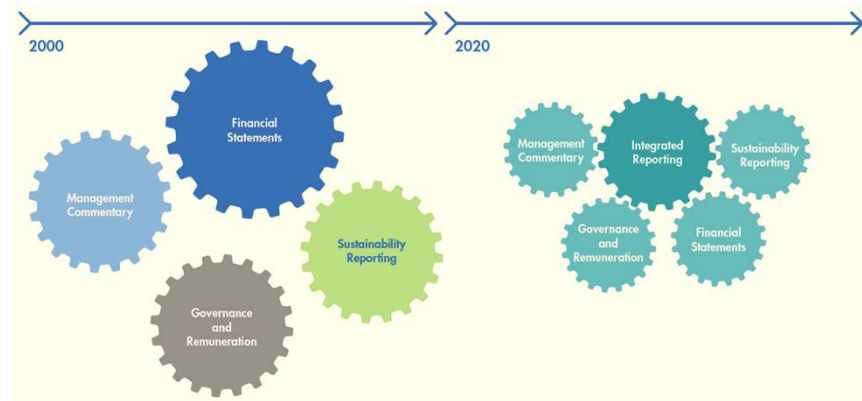 2000
Financial
Statements
Management
Commentary
Sustainability
Reporting
Governance
and
Remuneration
2020
Management
Commentary
Integrated
Reporting
Sustainability
Reporting
Governance
and
Remuneration
Financial
Statements